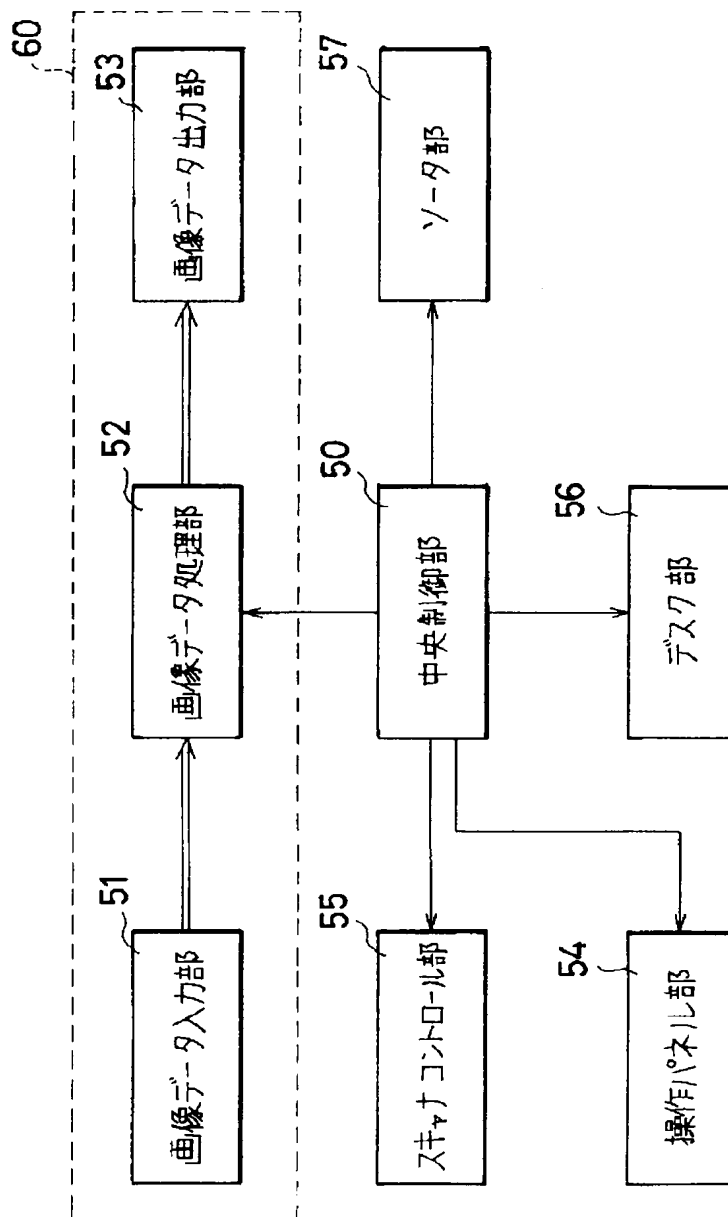 60
51
画像データ入力部
52
画像データ処理部
53
画像データ出力部
55
スキャナコントロール部
50
中央制御部
57
ソータ部
54
操作パネル部
56
デスク部